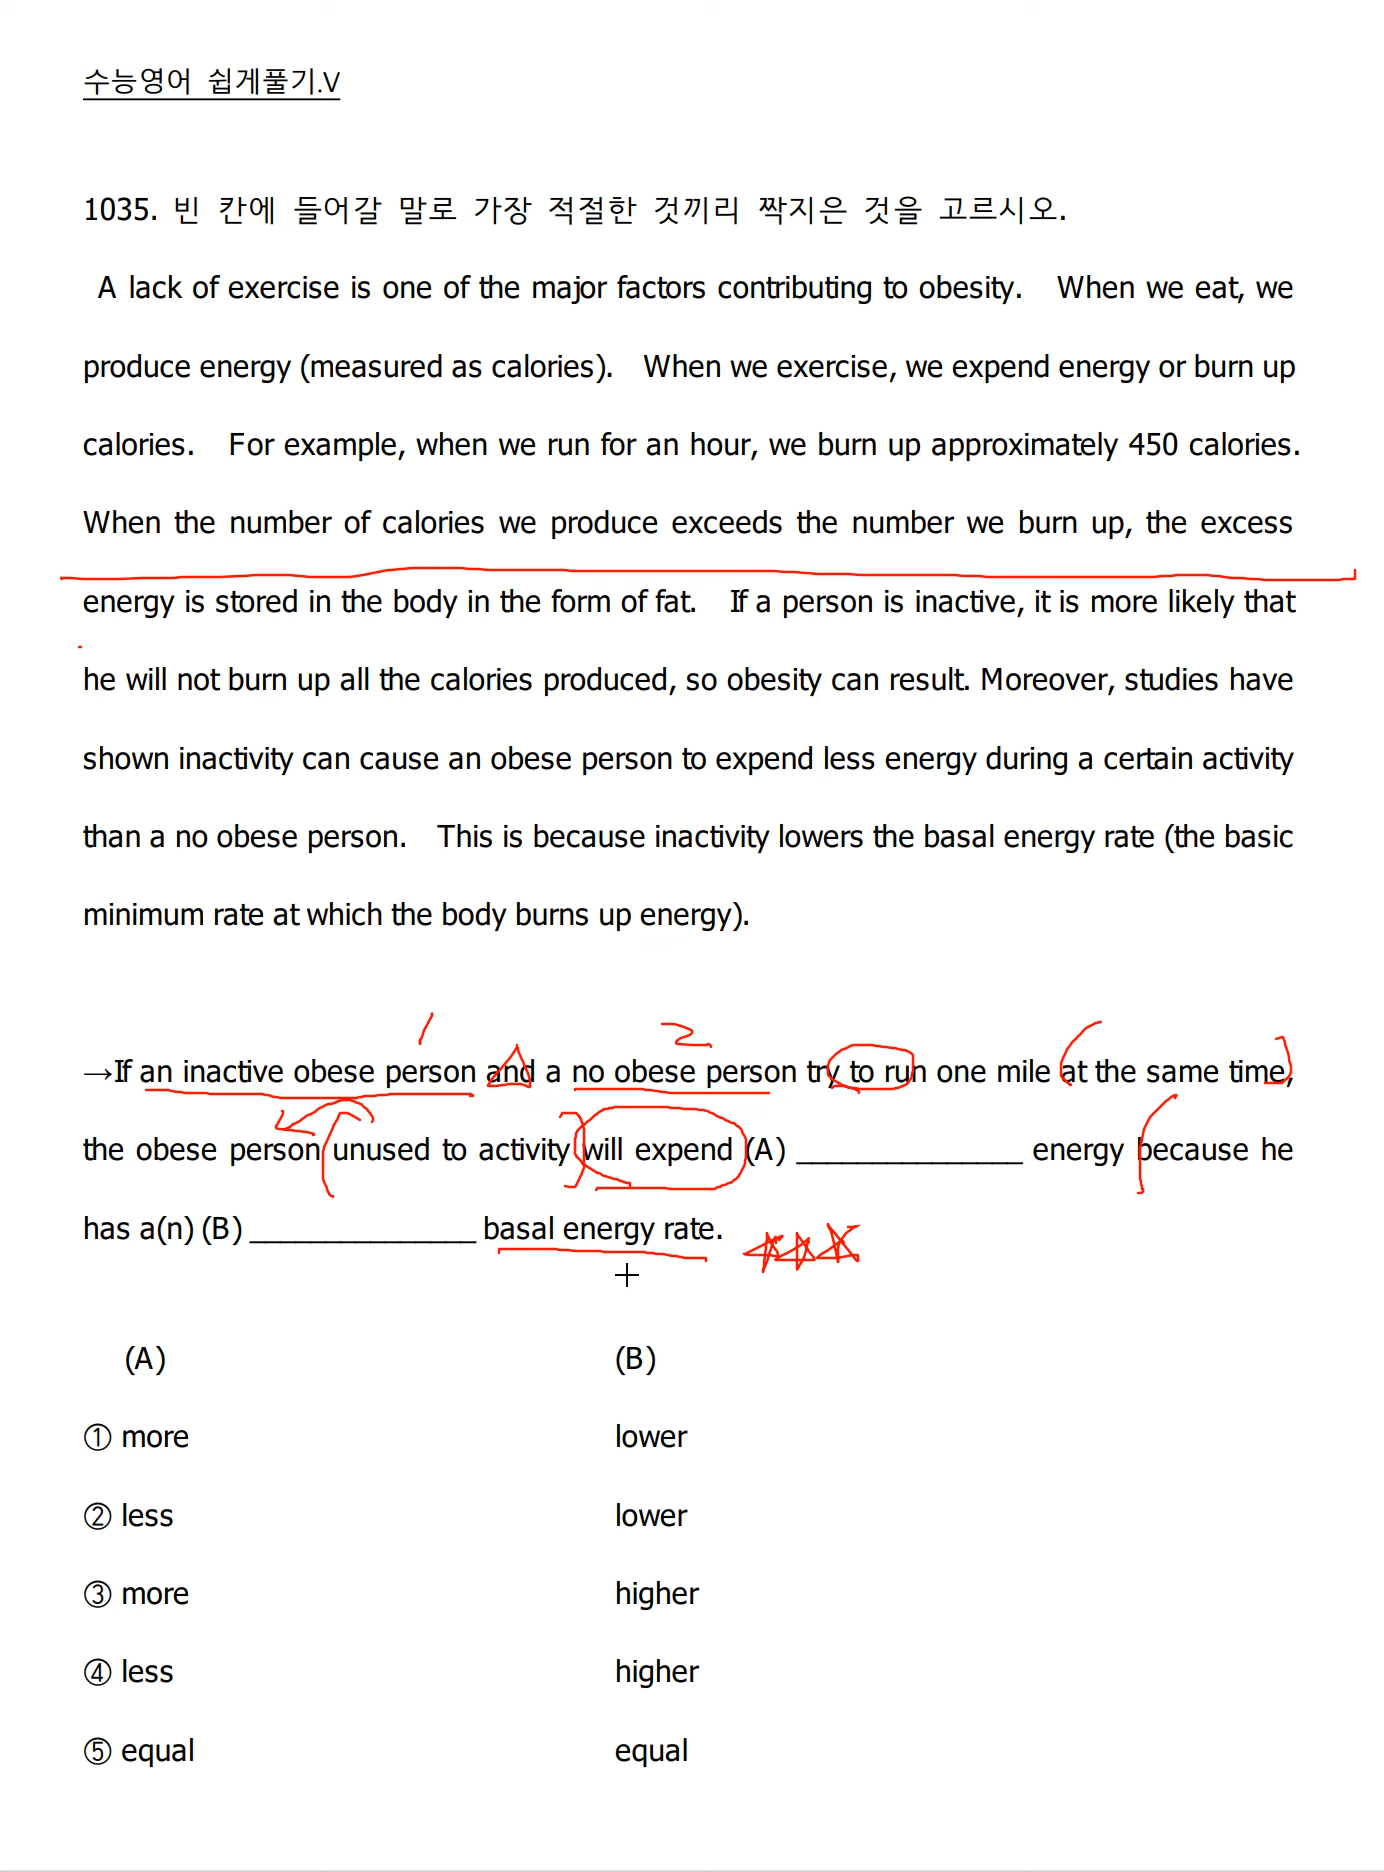 수능영어 쉽게풀기.V
1035. 빈 칸에 들어갈 말로 가장 적절한 것끼리 짝지은 것을 고르시오.
A lack of exercise is one of the major factors contributing to obesity. When we eat, we
produce energy (measured as calories). When we exercise, we expend energy or burn up
calories. For example, when we run for an hour, we burn up approximately 450 calories.
When the number of calories we produce exceeds the number we burn up, the excess
energy is stored in the body in the form of fat. If a person is inactive, it is more likely that
he will not burn up all the calories produced, so obesity can result. Moreover, studies have
shown inactivity can cause an obese person to expend less energy during a certain activity
than a no obese person. This is because inactivity lowers the basal energy rate (the basic
minimum rate at which the body burns up energy).
1 2
→If an inactive obese person and a no obese person try to run one mile at the same time,
the obese person unused to activity will expend (A) _______________ energy because he
has a(n) (B) _______________ basal energy rate.
(A) (B)
① more lower
② less lower
③ more higher
④ less higher
⑤ equal equal